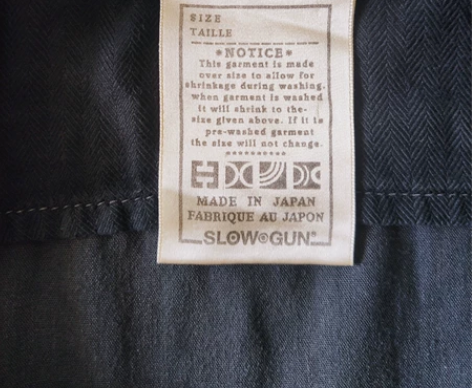 SIZE
TAILLE
*NOTICE*
This garment is made
over size to allow for
shrinkage during washing,
when garment is washed
it will shrink to the-
size given above. If it is
pre-washed garment
the size will not change.
MADE IN JAPAN
FABRIQUE AU JAPON
SLOW GUN